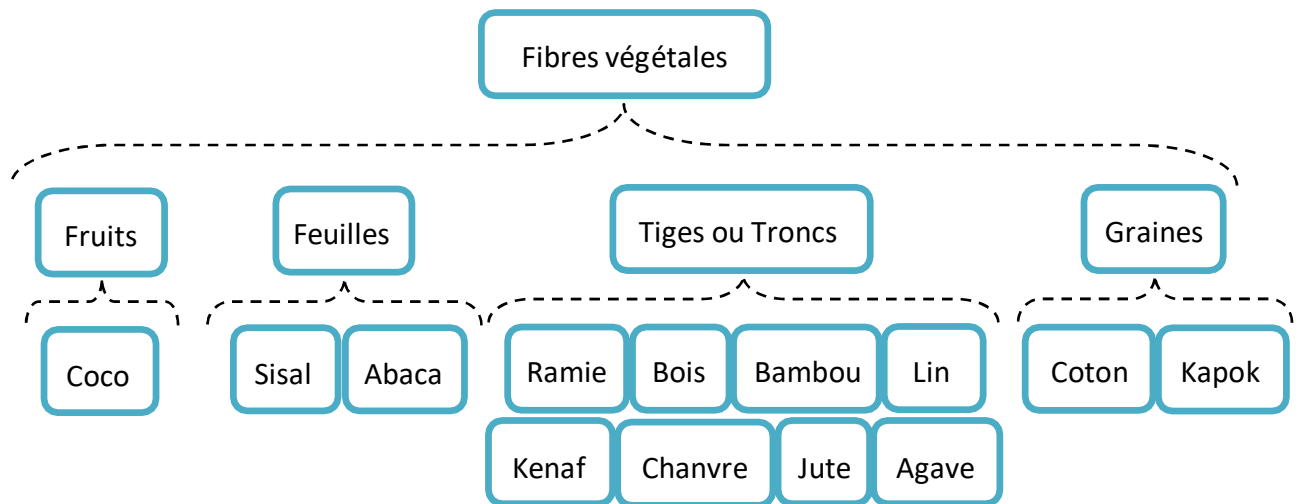 Fibres végétales
Fruits Feuilles Tiges ou Troncs Graines
Coco Sisal Abaca Ramie Bois Bambou Lin Coton Kapok
Kenaf Chanvre Jute Agave